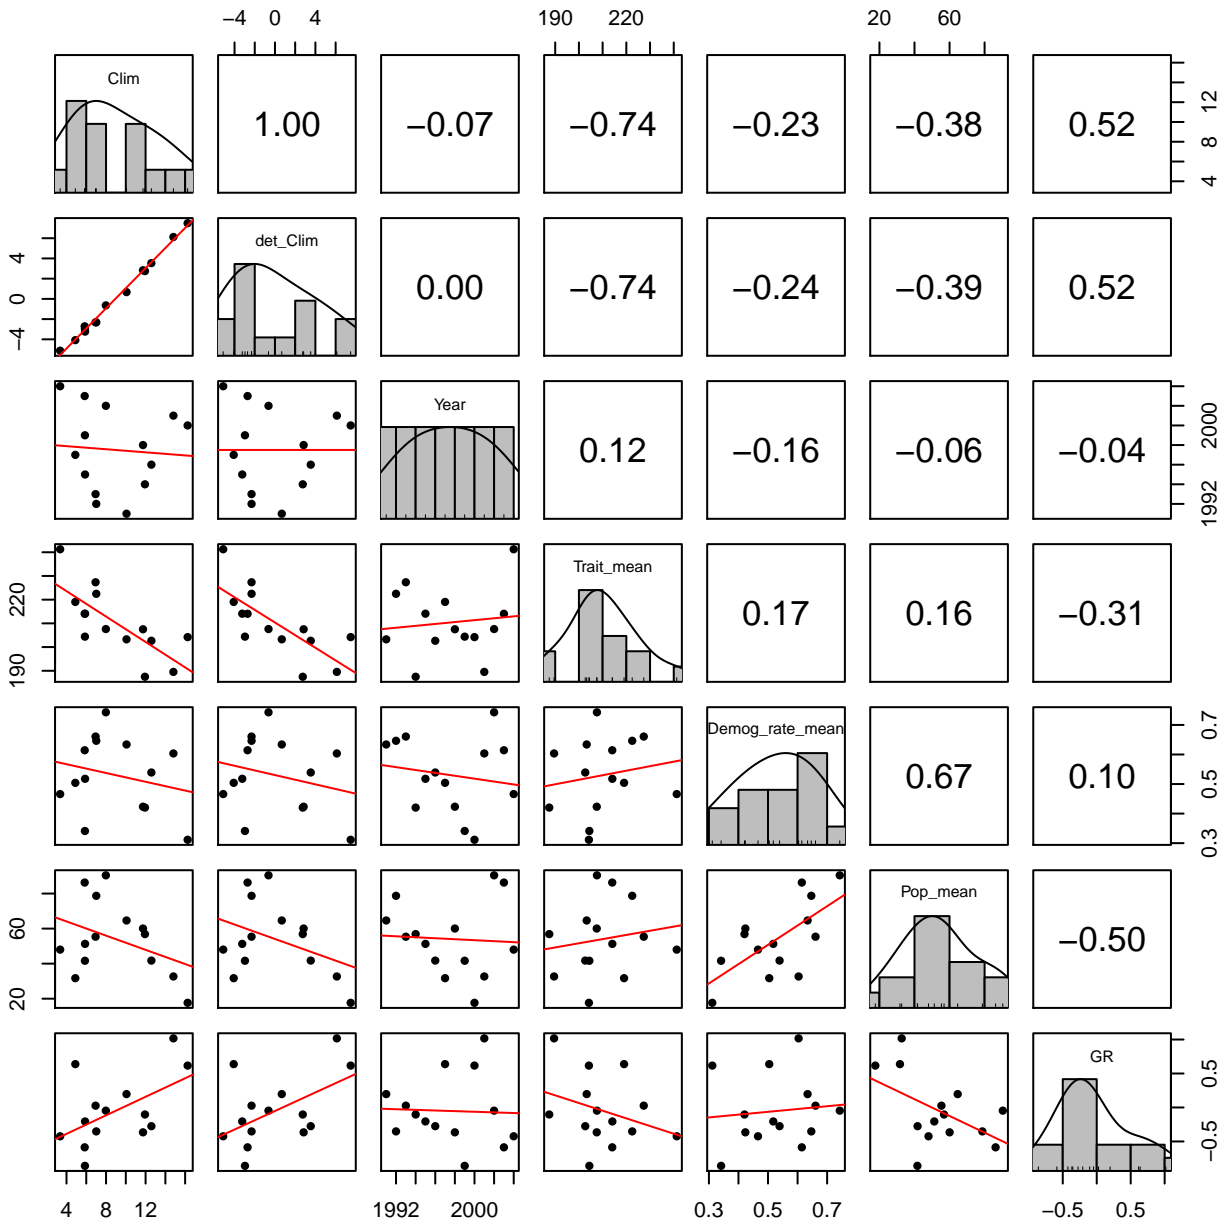 −4 0 4 190 220 20 60
Clim 1.00 −0.07 −0.74 −0.23 −0.38 0.52 4 8 12
−4 0 4 det_Clim 0.00 −0.74 −0.24 −0.39 0.52
Year 0.12 −0.16 −0.06 −0.04 1992 2000
190 220 Trait_mean 0.17 0.16 −0.31
Demog_rate_mean 0.67 0.10 0.3 0.5 0.7
20 60 Pop_mean −0.50
GR −0.5 0.5
4 8 12 1992 2000 0.3 0.5 0.7 −0.5 0.5